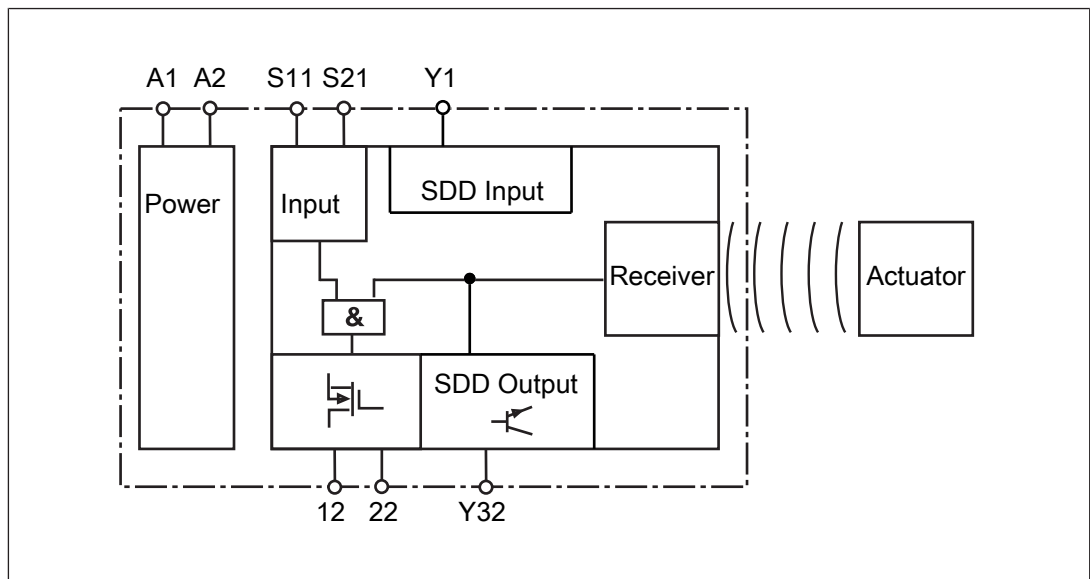 A1 A2 S11 S21 Y1
Power
Input
SDD Input
Receiver
Actuator
&
SDD Output
12 22 Y32